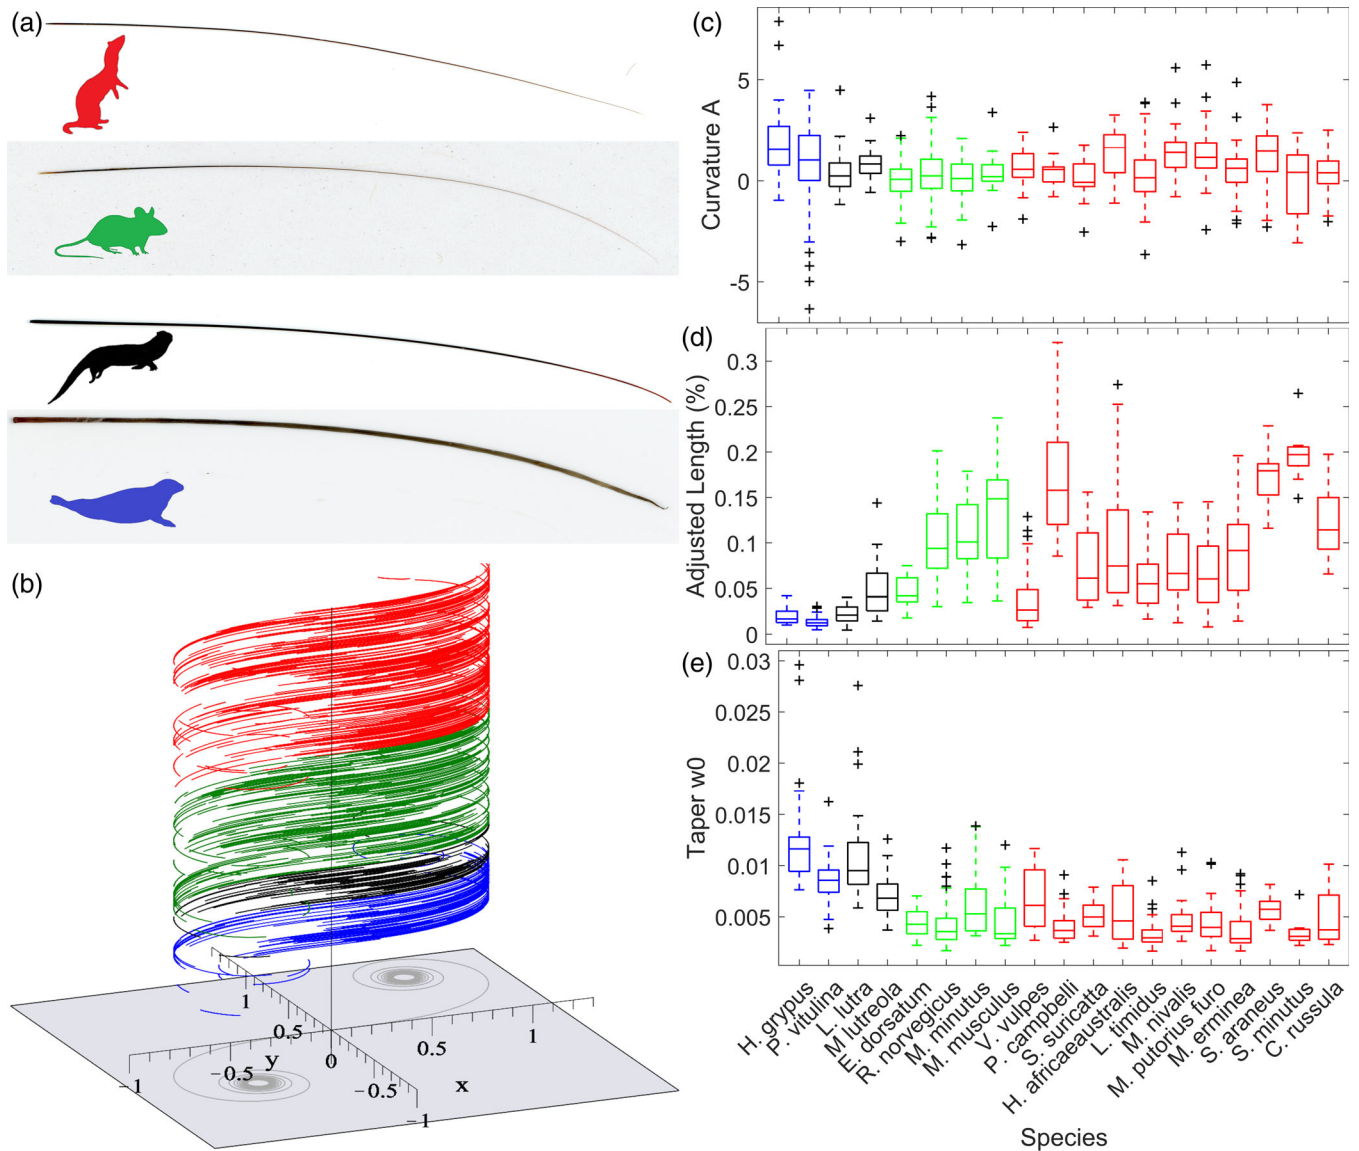 (a)
(b)
1
0.5
y
-0.5
-1
0
0.5
1
x
-0.5
-1
(c)
Curvature A
5
0
-5
(d)
Adjusted Length (%)
0.3
0.25
0.2
0.15
0.1
0.05
0
(e)
Taper w0
0.03
0.025
0.02
0.015
0.01
0.005
H. grypus
P. vitulina
L. lutra
M lutreola
E. dorsatum
R. norvegicus
M. minutus
M. musculus
V. vulpes
P. campbelli
S. suricatta
H. africaeaustralis
L. timidus
M. nivalis
M. putorius furo
M. erminea
S. araneus
S. minutus
C. russula
Species